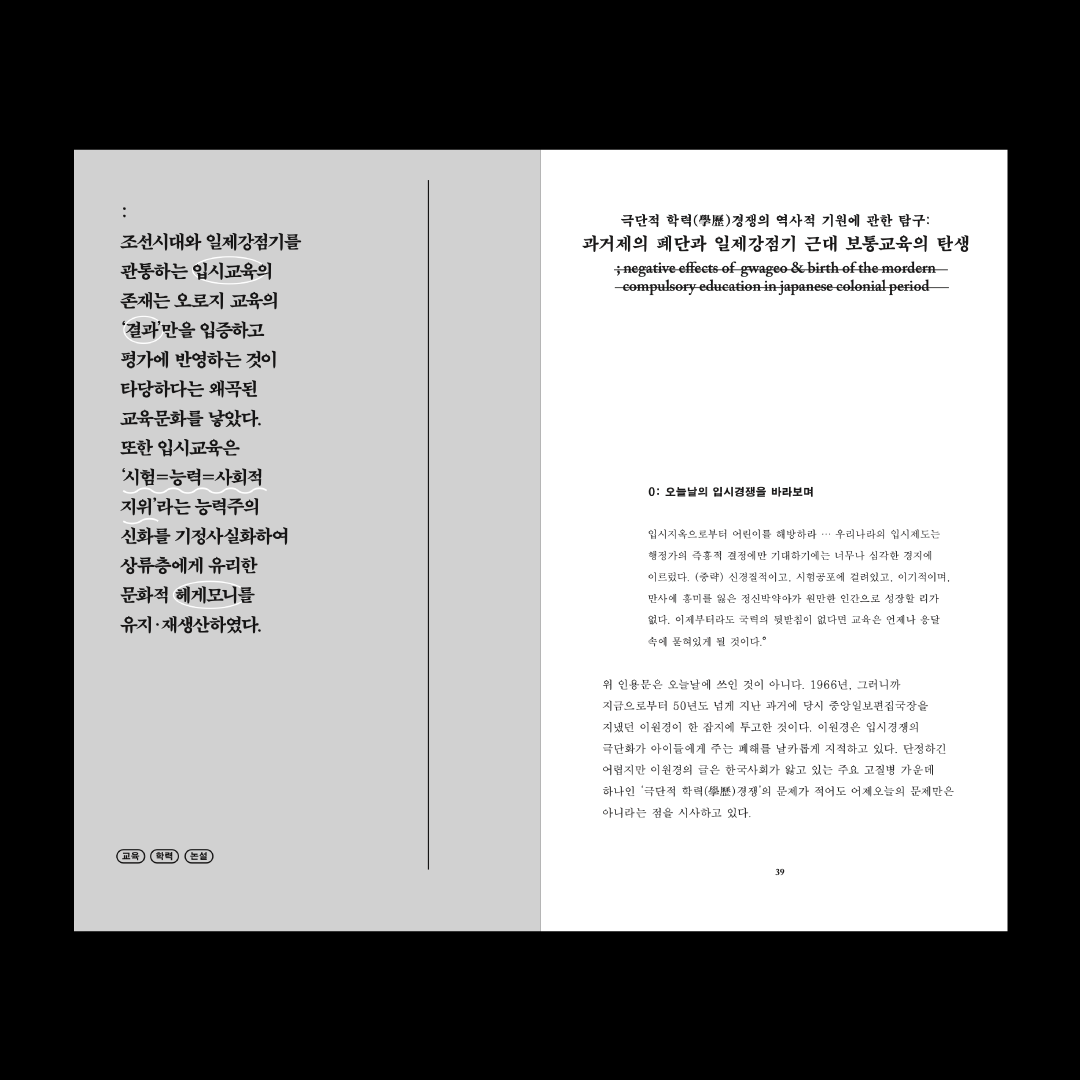 :
조선시대와 일제강점기를
관통하는 입시교육의
존재는 오로지 교육의
‘결과’만을 입증하고
평가에 반영하는 것이
타당하다는 왜곡된
교육문화를 낳았다.
또한 입시교육은
‘시험=능력=사회적
지위’라는 능력주의
신화를 기정사실화하여
상류층에게 유리한
문화적 헤게모니를
유지·재생산하였다.
교육 학력 논설
극단적 학력(學歷)경쟁의 역사적 기원에 관한 탐구:
과거제의 폐단과 일제강점기 근대 보통교육의 탄생
; negative effects of gwageo & birth of the mordern
compulsory education in japanese colonial period
0: 오늘날의 입시경쟁을 바라보며
입시지옥으로부터 어린이를 해방하라 … 우리나라의 입시제도는
행정가의 즉흥적 결정에만 기대하기에는 너무나 심각한 경지에
이르렀다. (중략) 신경질적이고, 시험공포에 걸려있고, 이기적이며,
만사에 흥미를 잃은 정신박약아가 원만한 인간으로 성장할 리가
없다. 이제부터라도 국력의 뒷받침이 없다면 교육은 언제나 응달
속에 묻혀있게 될 것이다.°
위 인용문은 오늘날에 쓰인 것이 아니다. 1966년, 그러니까
지금으로부터 50년도 넘게 지난 과거에 당시 중앙일보편집국장을
지냈던 이원경이 한 잡지에 투고한 것이다. 이원경은 입시경쟁의
극단화가 아이들에게 주는 폐해를 날카롭게 지적하고 있다. 단정하긴
어렵지만 이원경의 글은 한국사회가 앓고 있는 주요 고질병 가운데
하나인 ‘극단적 학력(學歷)경쟁’의 문제가 적어도 어제오늘의 문제만은
아니라는 점을 시사하고 있다.
39